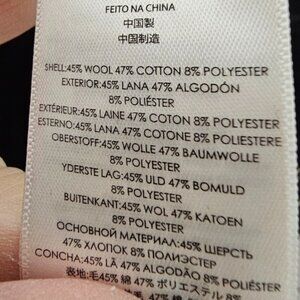 FEITO NA CHINA
中国製
中国制造
SHELL:45% WOOL 47% COTTON 8% POLYESTER
EXTERIOR:45% LANA 47% ALGODÓN
8% POLIÉSTER
EXTÉRIEUR:45% LAINE 47% COTON 8% POLYESTER
ESTERNO:45% LANA 47% COTONE 8% POLIESTERE
OBERSTOFF:45% WOLLE 47% BAUMWOLLE
8% POLYESTER
YDERSTE LAG:45% ULD 47% BOMULD
8% POLYESTER
BUITENKANT:45% WOL 47% KATOEN
8% POLYESTER
ОСНОВНОЙ МАТЕРИАЛ:45% ШЕРСТЬ
47% ХЛОПОК 8% ПОЛИЭСТЕР
CONCHA:45% LÃ 47% ALGODÃO 8% POLIÉSTER
表地:毛45% 綿 47% ポリエステル 8%